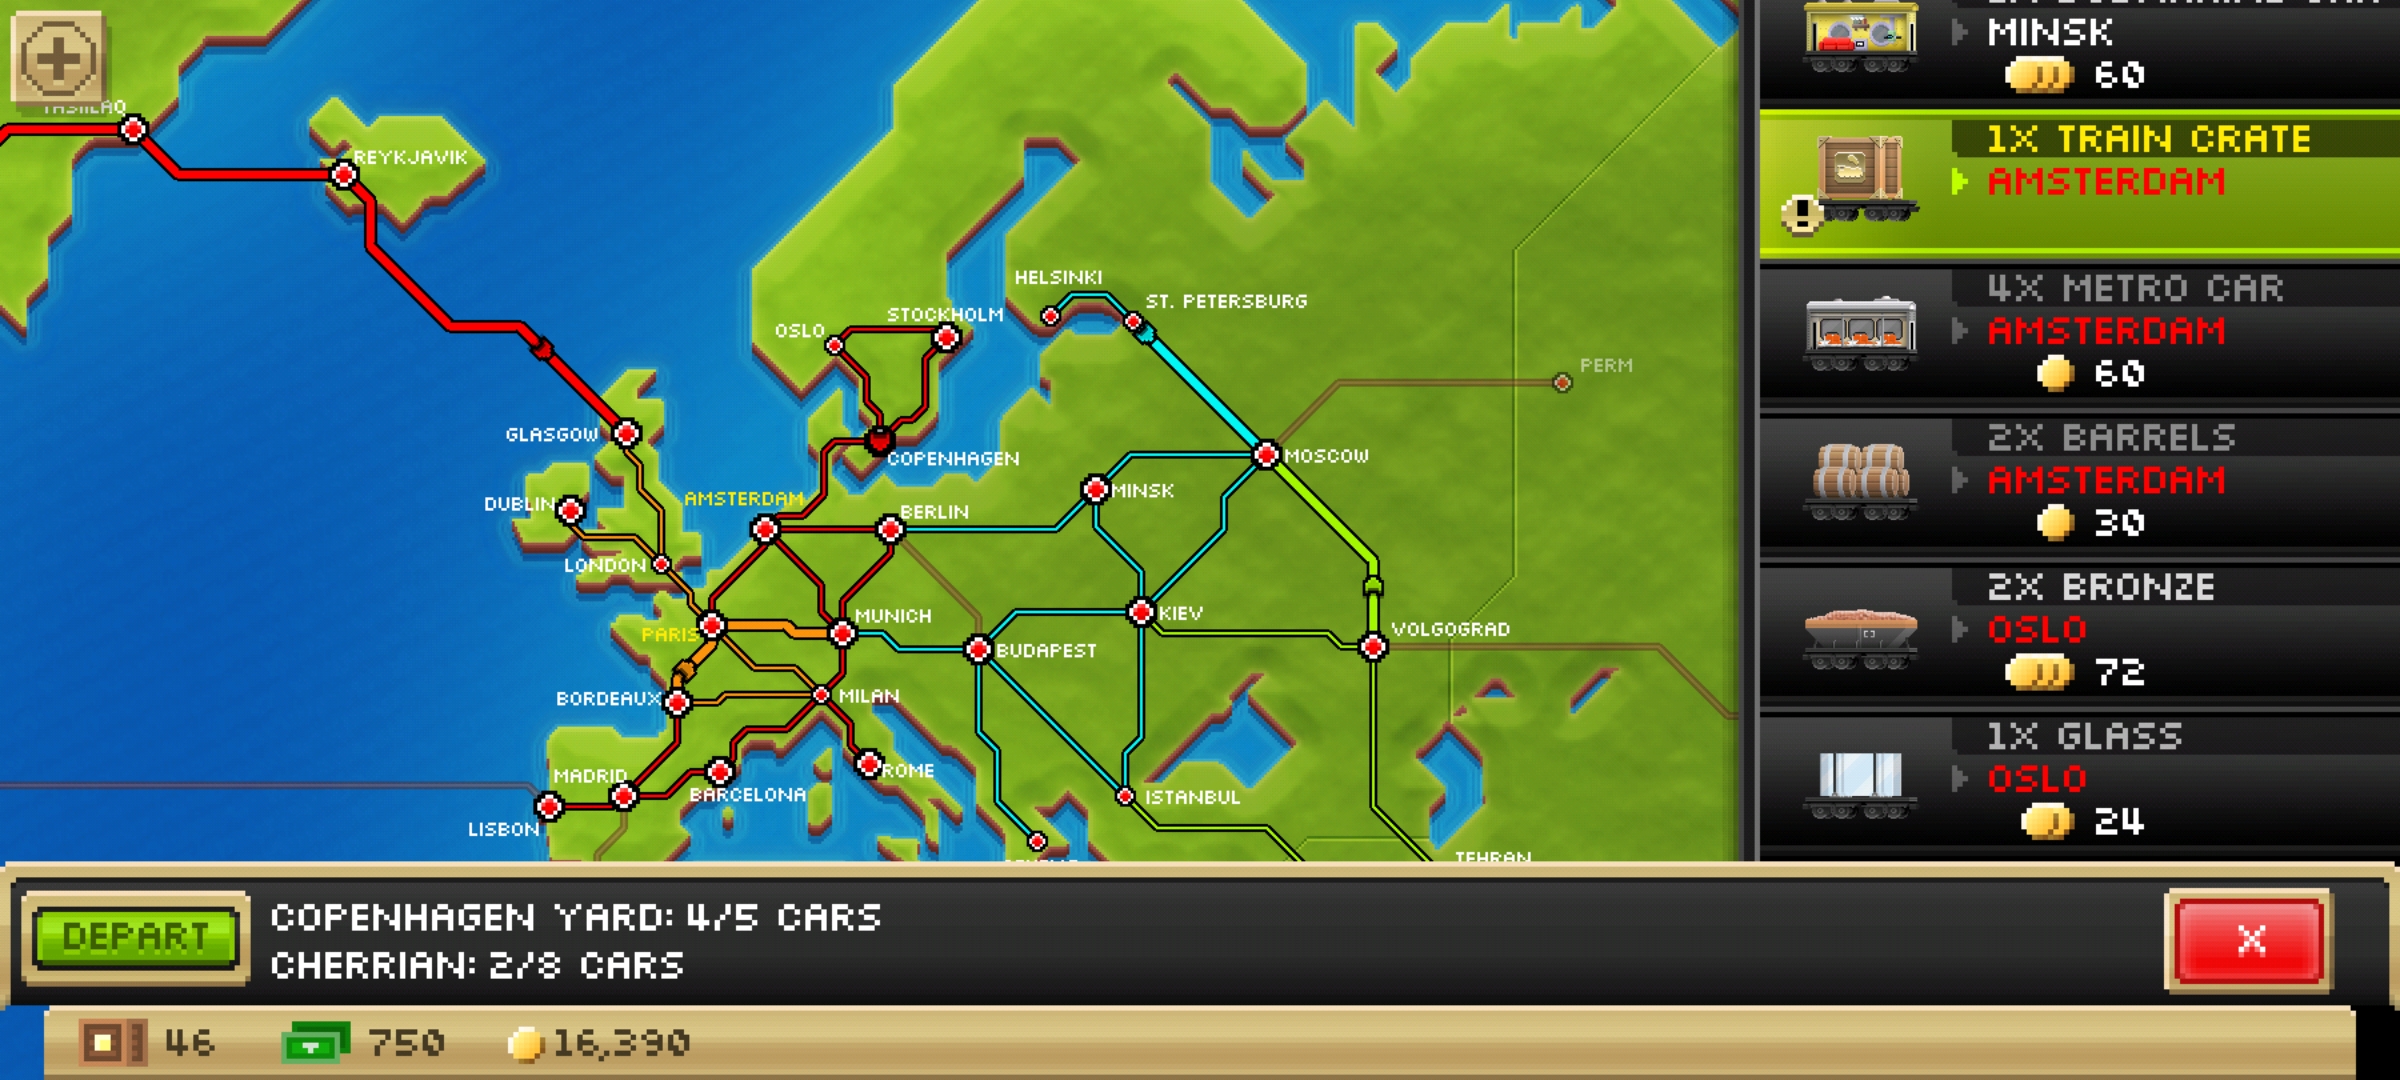 TASIILAQ
REYKJAVIK
HELSINKI
ST. PETERSBURG
STOCKHOLM
OSLO
PERM
GLASGOW
COPENHAGEN
MOSCOW
DUBLIN
AMSTERDAM
MINSK
BERLIN
LONDON
MUNICH
KIEV
PARIS
BUDAPEST
VOLGOGRAD
BORDEAUX
MILAN
MADRID
ROME
BARCELONA
ISTANBUL
LISBON
TEHRAN
MINSK
60
1X TRAIN CRATE
AMSTERDAM
4X METRO CAR
AMSTERDAM
60
2X BARRELS
AMSTERDAM
30
2X BRONZE
OSLO
72
1X GLASS
OSLO
24
DEPART
COPENHAGEN YARD: 4/5 CARS
CHERRIAN: 2/8 CARS
X
46
750
16,390